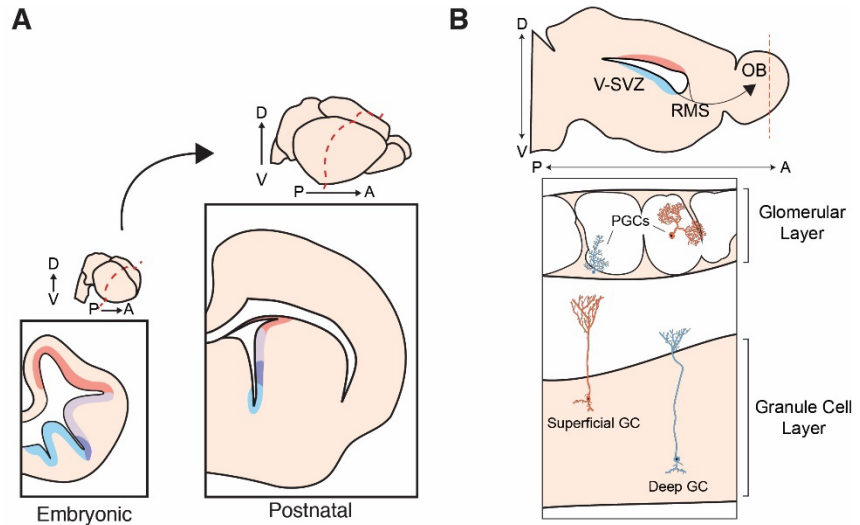 A
D
V
P
A
D
V
P
A
Embryonic
Postnatal
B
D
V
P
A
V-SVZ
RMS
OB
PGCs
Glomerular
Layer
Superficial GC
Deep GC
Granule Cell
Layer